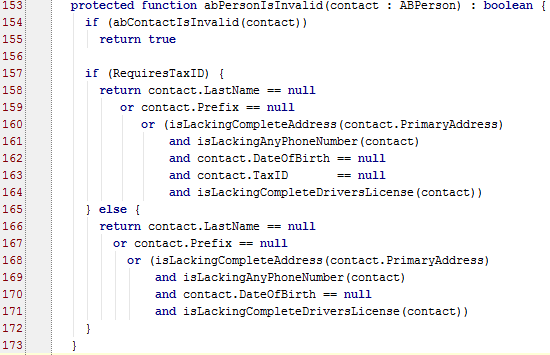 153 protected function abPersonIsInvalid(contact : ABPerson) : boolean {
154 if (abContactIsInvalid(contact))
155 return true
156
157 if (RequiresTaxID) {
158 return contact.LastName == null
159 or contact.Prefix == null
160 or (isLackingCompleteAddress(contact.PrimaryAddress)
161 and isLackingAnyPhoneNumber(contact)
162 and contact.DateOfBirth == null
163 and contact.TaxID == null
164 and isLackingCompleteDriversLicense(contact))
165 } else {
166 return contact.LastName == null
167 or contact.Prefix == null
168 or (isLackingCompleteAddress(contact.PrimaryAddress)
169 and isLackingAnyPhoneNumber(contact)
170 and contact.DateOfBirth == null
171 and isLackingCompleteDriversLicense(contact))
172 }
173 }